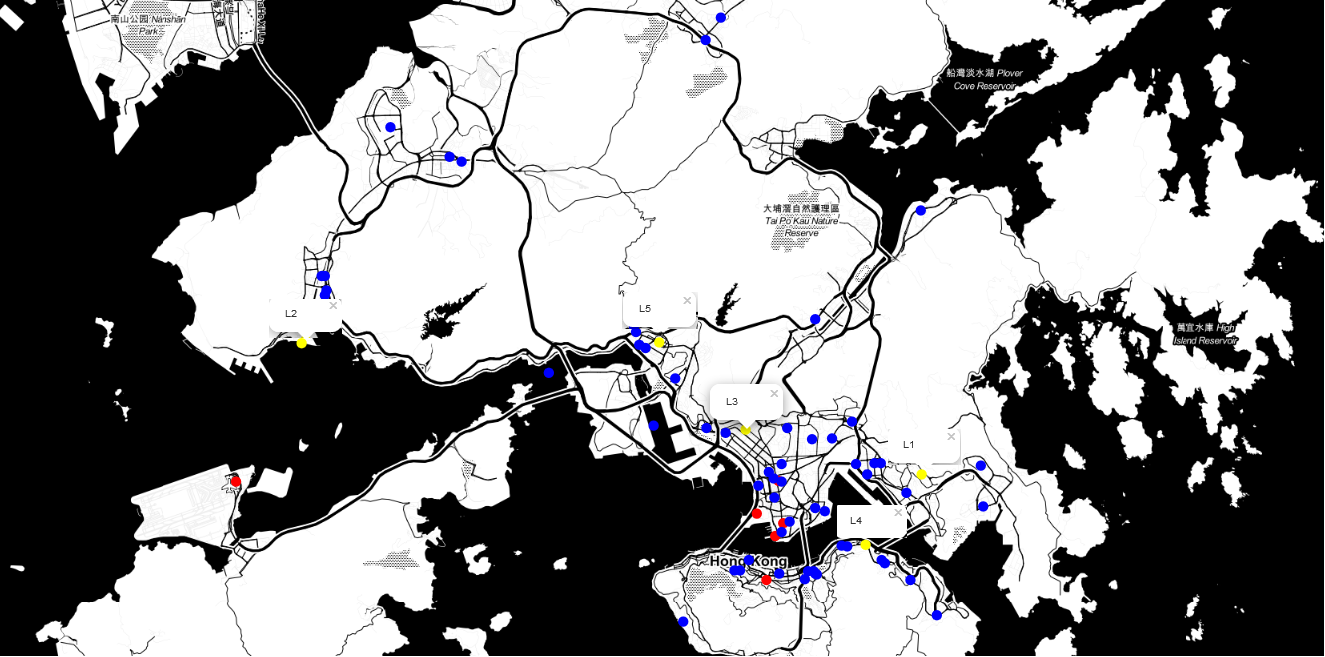 南山公园 Nánshān
Park
船灣淡水湖 Plover
Cove Reservoir
大埔滘自然護理區
Tai Po Kau Nature
Reserve
L2
×
L5
×
萬宜水庫 High
Island Reservoir
L3
×
L1
×
L4
×
Hong Kong